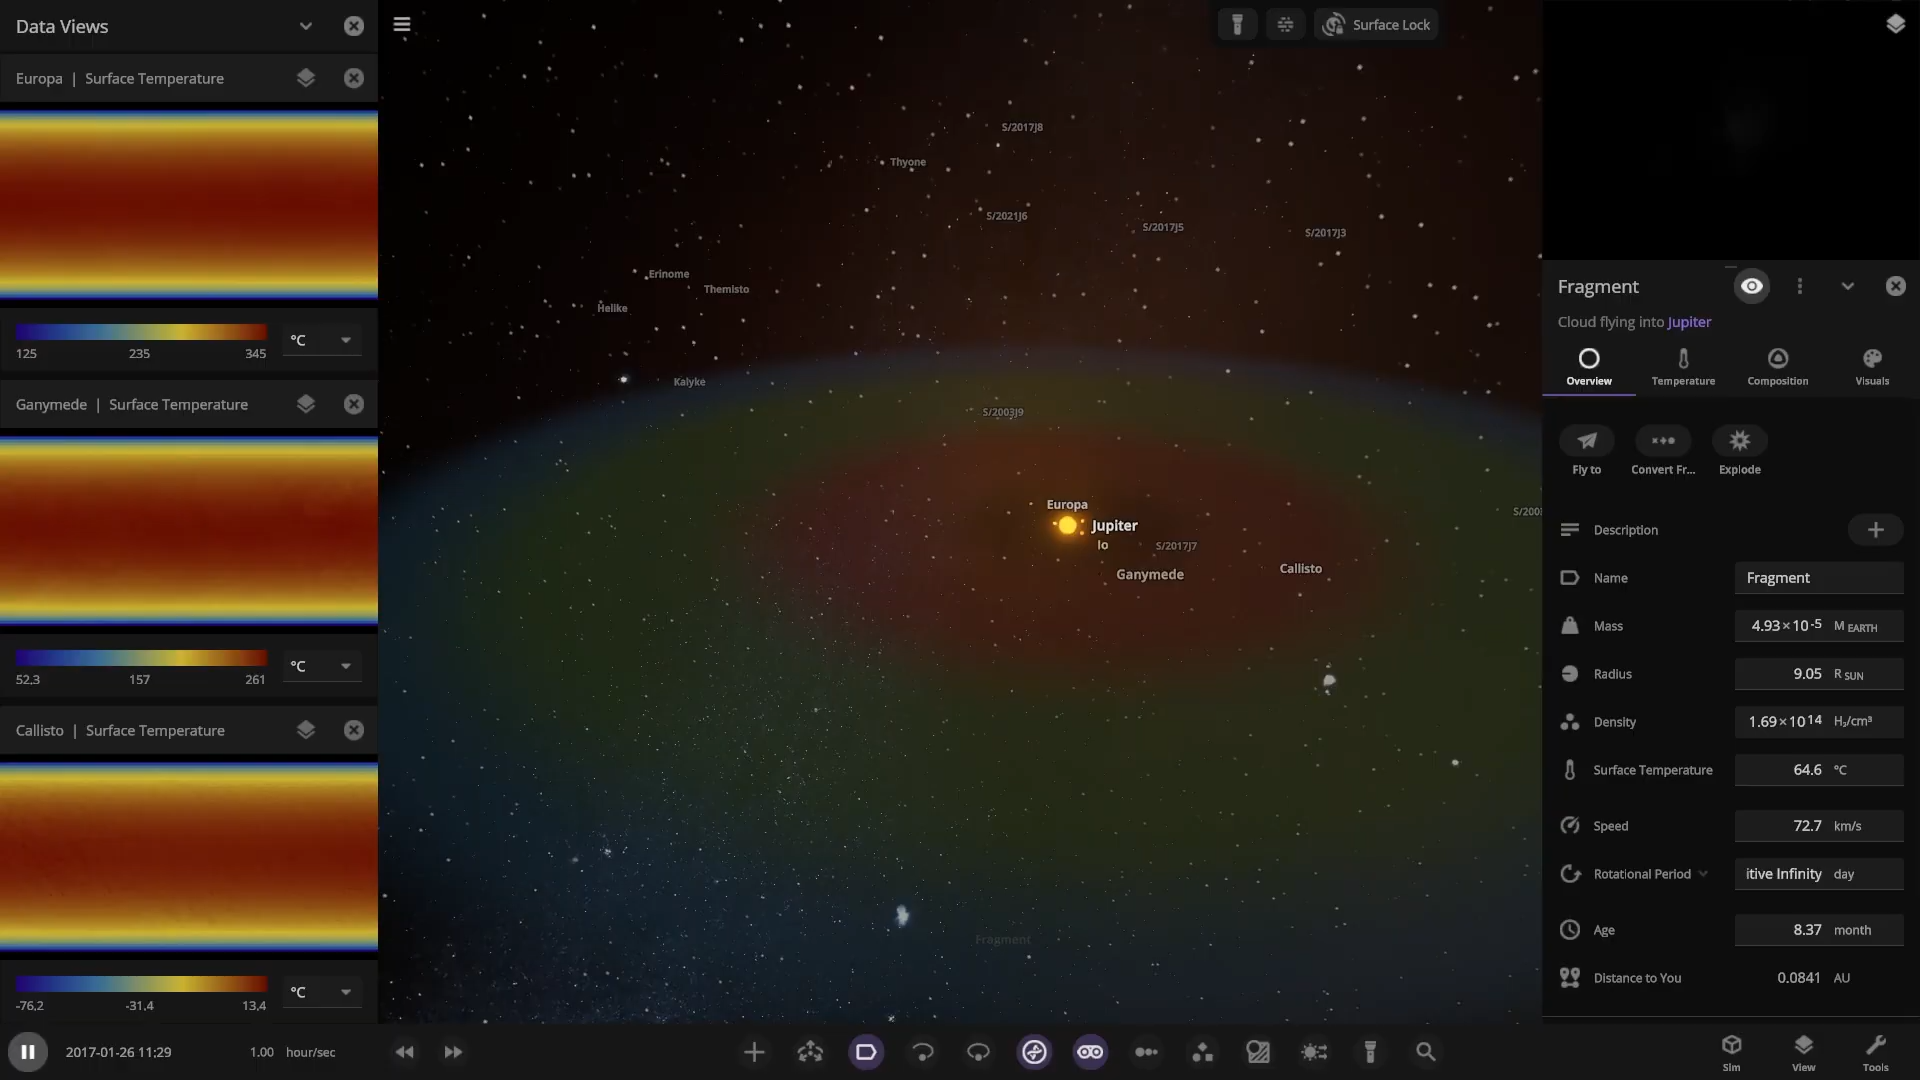 Data Views
Europa | Surface Temperature
125 235 345
°C
Ganymede | Surface Temperature
52.3 157 261
°C
Callisto | Surface Temperature
-76.2 -31.4 13.4
°C
2017-01-26 11:29
1.00 hour/sec
Surface Lock
S/2017J8
Thyone
S/2021J6
S/2017J5
S/2017J3
Erinome
Themisto
Helike
Kalyke
S/2003J9
Europa
Jupiter
Io
S/2017J7
Ganymede
Callisto
Fragment
Fragment
Cloud flying into Jupiter
Overview
Temperature
Composition
Visuals
Fly to
Convert Fr...
Explode
Description
Name Fragment
Mass 4.93×10⁻⁵ M EARTH
Radius 9.05 R SUN
Density 1.69×10¹⁴ H₂/cm³
Surface Temperature 64.6 °C
Speed 72.7 km/s
Rotational Period itive Infinity day
Age 8.37 month
Distance to You 0.0841 AU
Sim
View
Tools